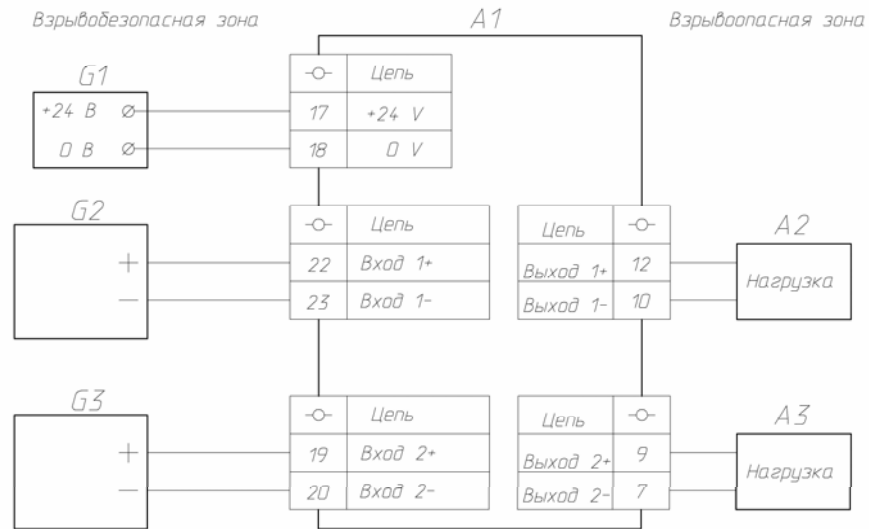 Взрывобезопасная зона
A1
Взрывоопасная зона
G1
+24 В
0 В
Цепь
17 +24 V
18 0 V
G2
+
−
Цепь
22 Вход 1+
23 Вход 1-
Цепь
Выход 1+ 12
Выход 1- 10
A2
Нагрузка
G3
+
−
Цепь
19 Вход 2+
20 Вход 2-
Цепь
Выход 2+ 9
Выход 2- 7
A3
Нагрузка